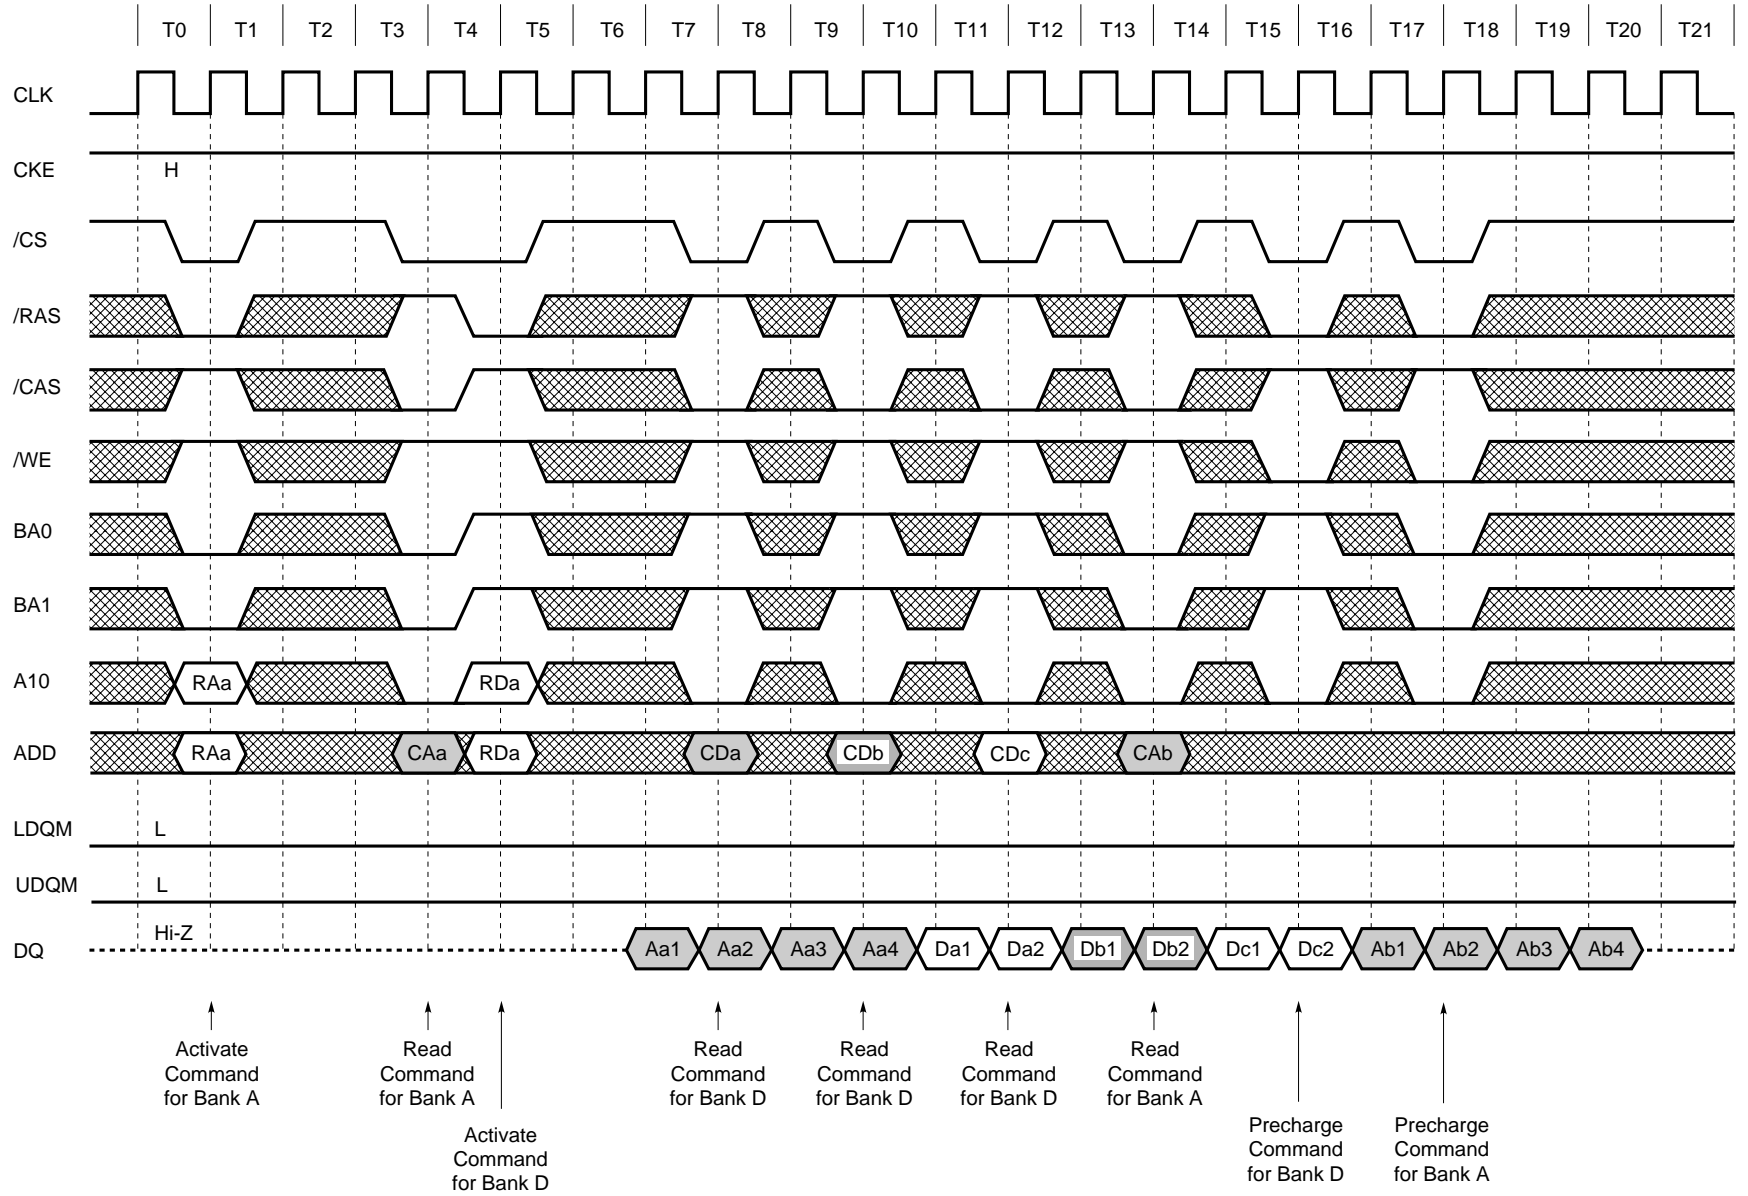 T0 T1 T2 T3 T4 T5 T6 T7 T8 T9 T10 T11 T12 T13 T14 T15 T16 T17 T18 T19 T20 T21
CLK
CKE H
/CS
/RAS
/CAS
/WE
BA0
BA1
A10 RAa RDa
ADD RAa CAa RDa CDa CDb CDc CAb
LDQM L
UDQM L
DQ Hi-Z Aa1 Aa2 Aa3 Aa4 Da1 Da2 Db1 Db2 Dc1 Dc2 Ab1 Ab2 Ab3 Ab4
Activate
Command
for Bank A
Read
Command
for Bank A
Activate
Command
for Bank D
Read
Command
for Bank D
Read
Command
for Bank D
Read
Command
for Bank D
Read
Command
for Bank A
Precharge
Command
for Bank D
Precharge
Command
for Bank A